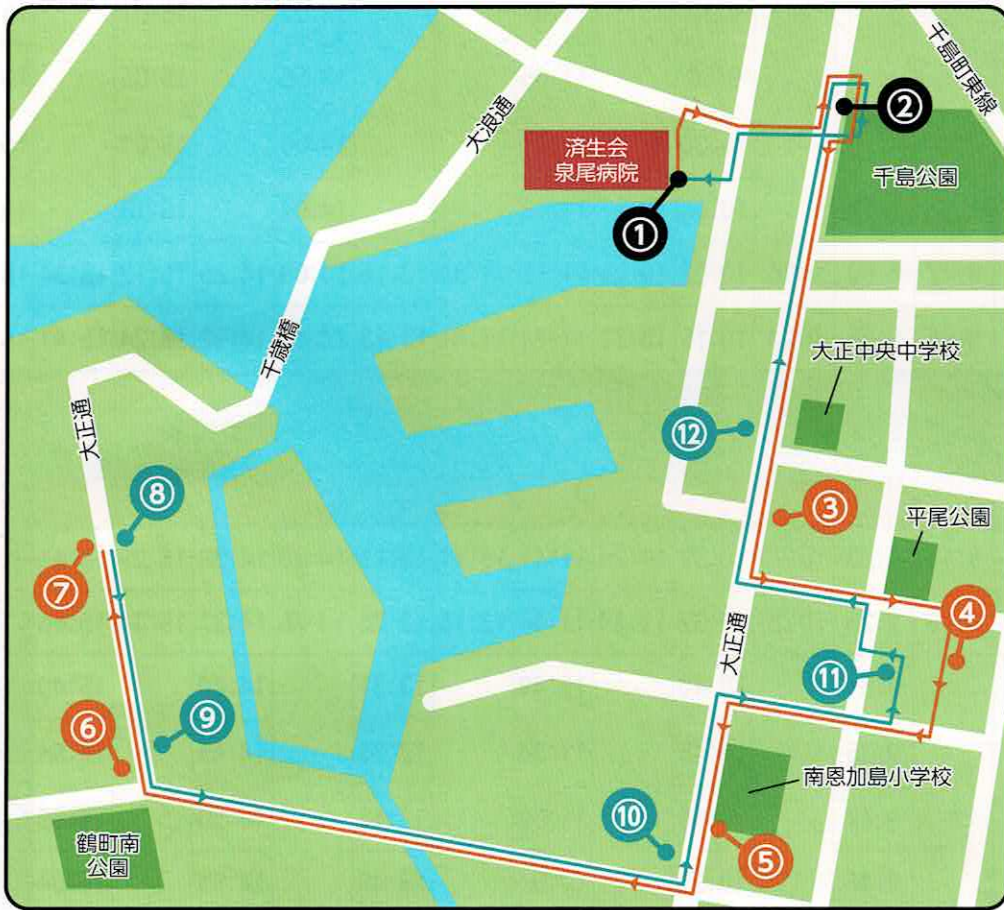 千島町東線
大浪通
②
済生会
泉尾病院
千島公園
①
千歳橋
大正中央中学校
大正通
⑫
⑧
③
平尾公園
⑦
④
大正通
⑪
⑥
⑨
南恩加島小学校
⑩
鶴町南
公園
⑤